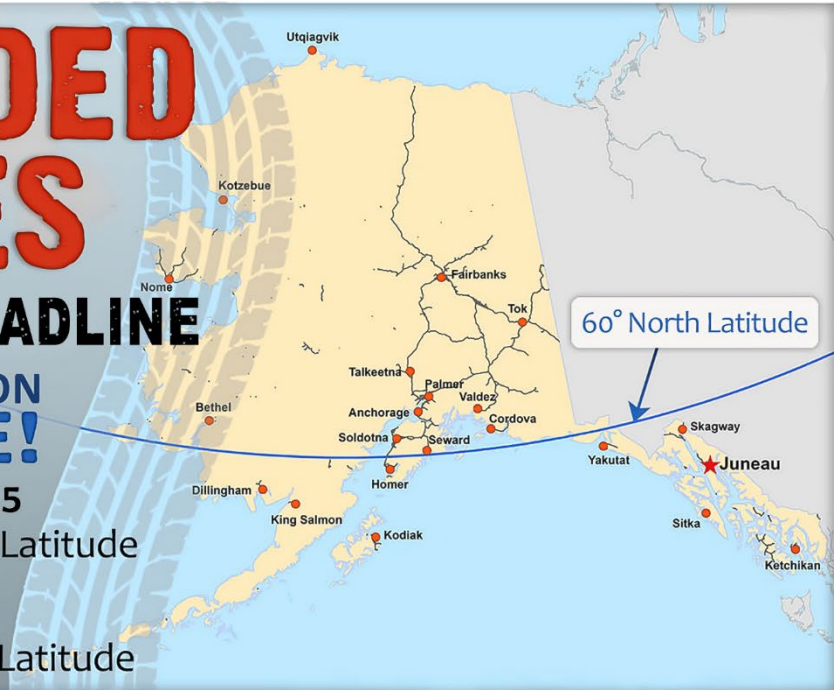 DED
ES
ADLINE
ON
E!
5
Latitude
Latitude
Utqiagvik
Kotzebue
Nome
Fairbanks
Tok
60° North Latitude
Talkeetna
Palmer
Valdez
Anchorage
Cordova
Bethel
Soldotna
Seward
Skagway
Yakutat
Juneau
Homer
Dillingham
King Salmon
Sitka
Kodiak
Ketchikan